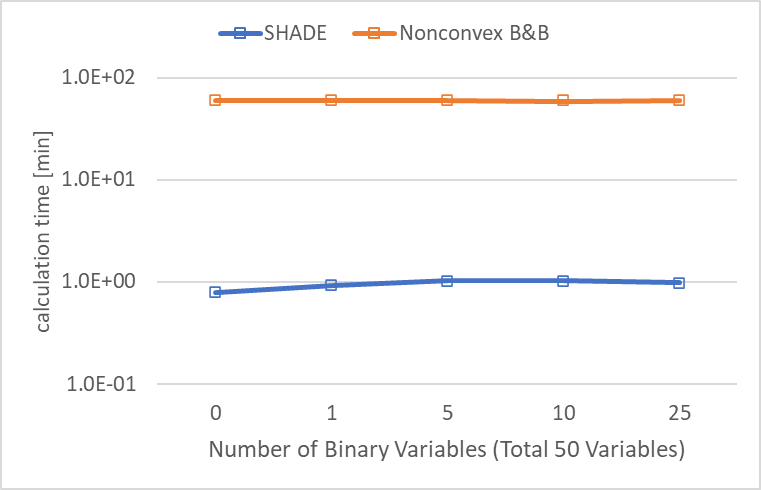 SHADE Nonconvex B&B
1.0E+02
1.0E+01
1.0E+00
1.0E-01
calculation time [min]
0 1 5 10 25
Number of Binary Variables (Total 50 Variables)